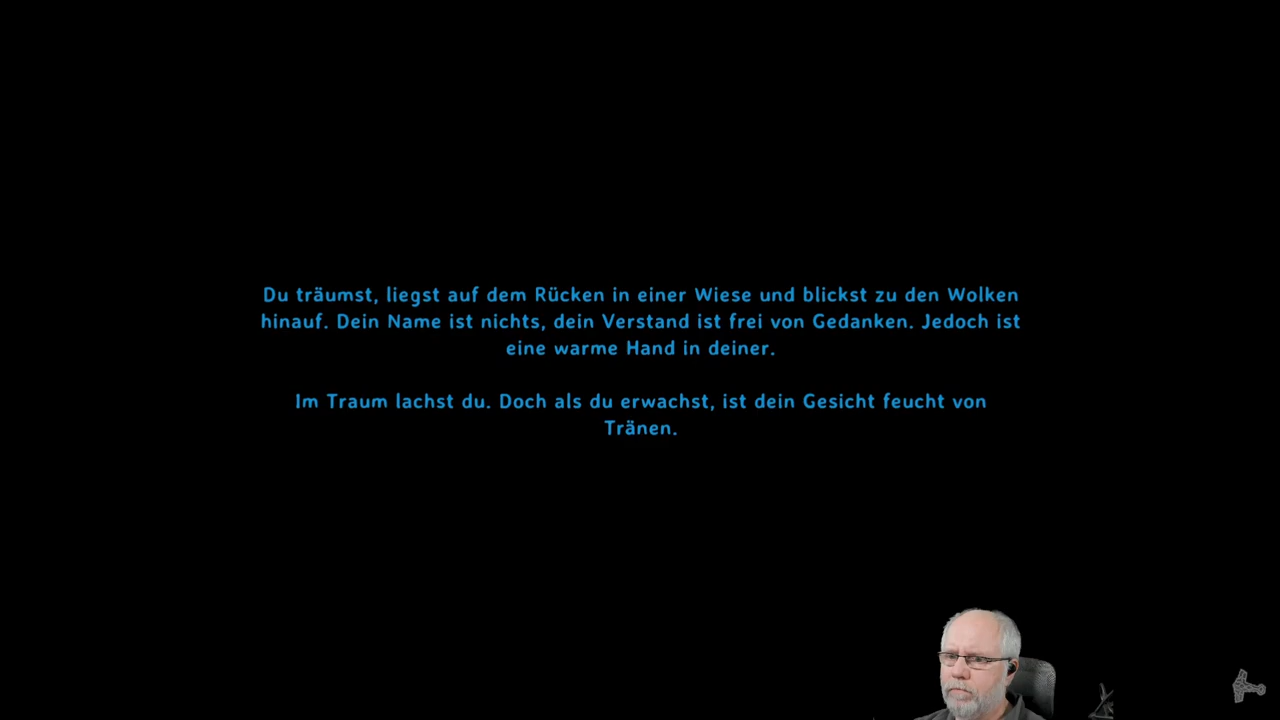 Du träumst, liegst auf dem Rücken in einer Wiese und blickst zu den Wolken
hinauf. Dein Name ist nichts, dein Verstand ist frei von Gedanken. Jedoch ist
eine warme Hand in deiner.
Im Traum lachst du. Doch als du erwachst, ist dein Gesicht feucht von
Tränen.